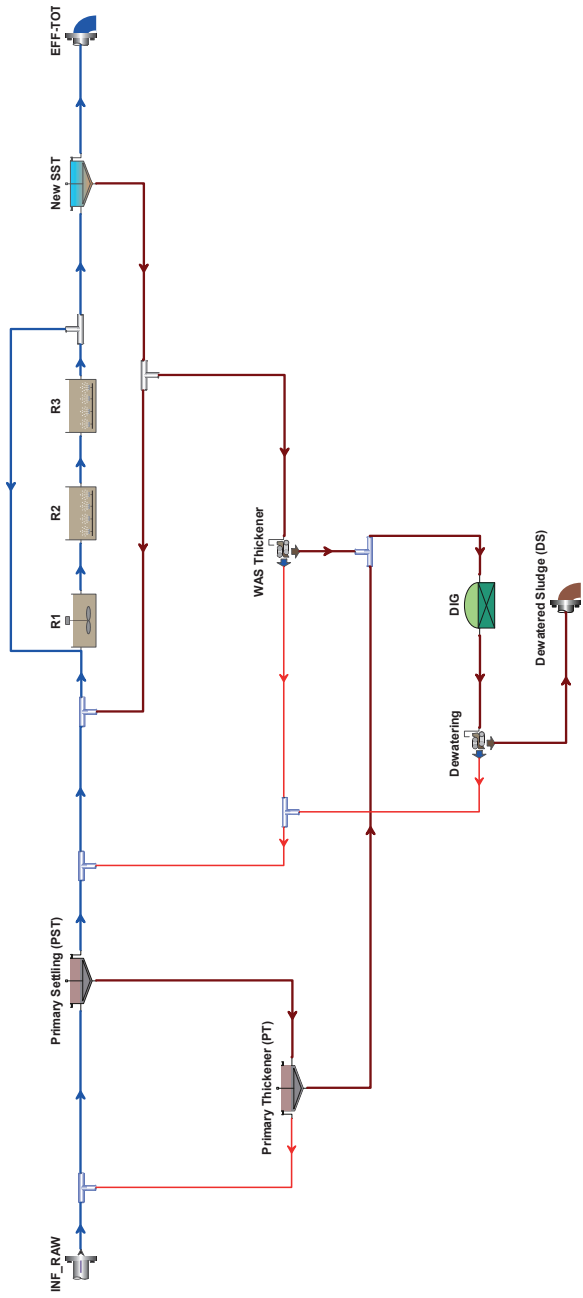 INF_RAW
Primary Settling (PST)
R1
R2
R3
New SST
EFF-TOT
Primary Thickener (PT)
WAS Thickener
Dewatering
DIG
Dewatered Sludge (DS)